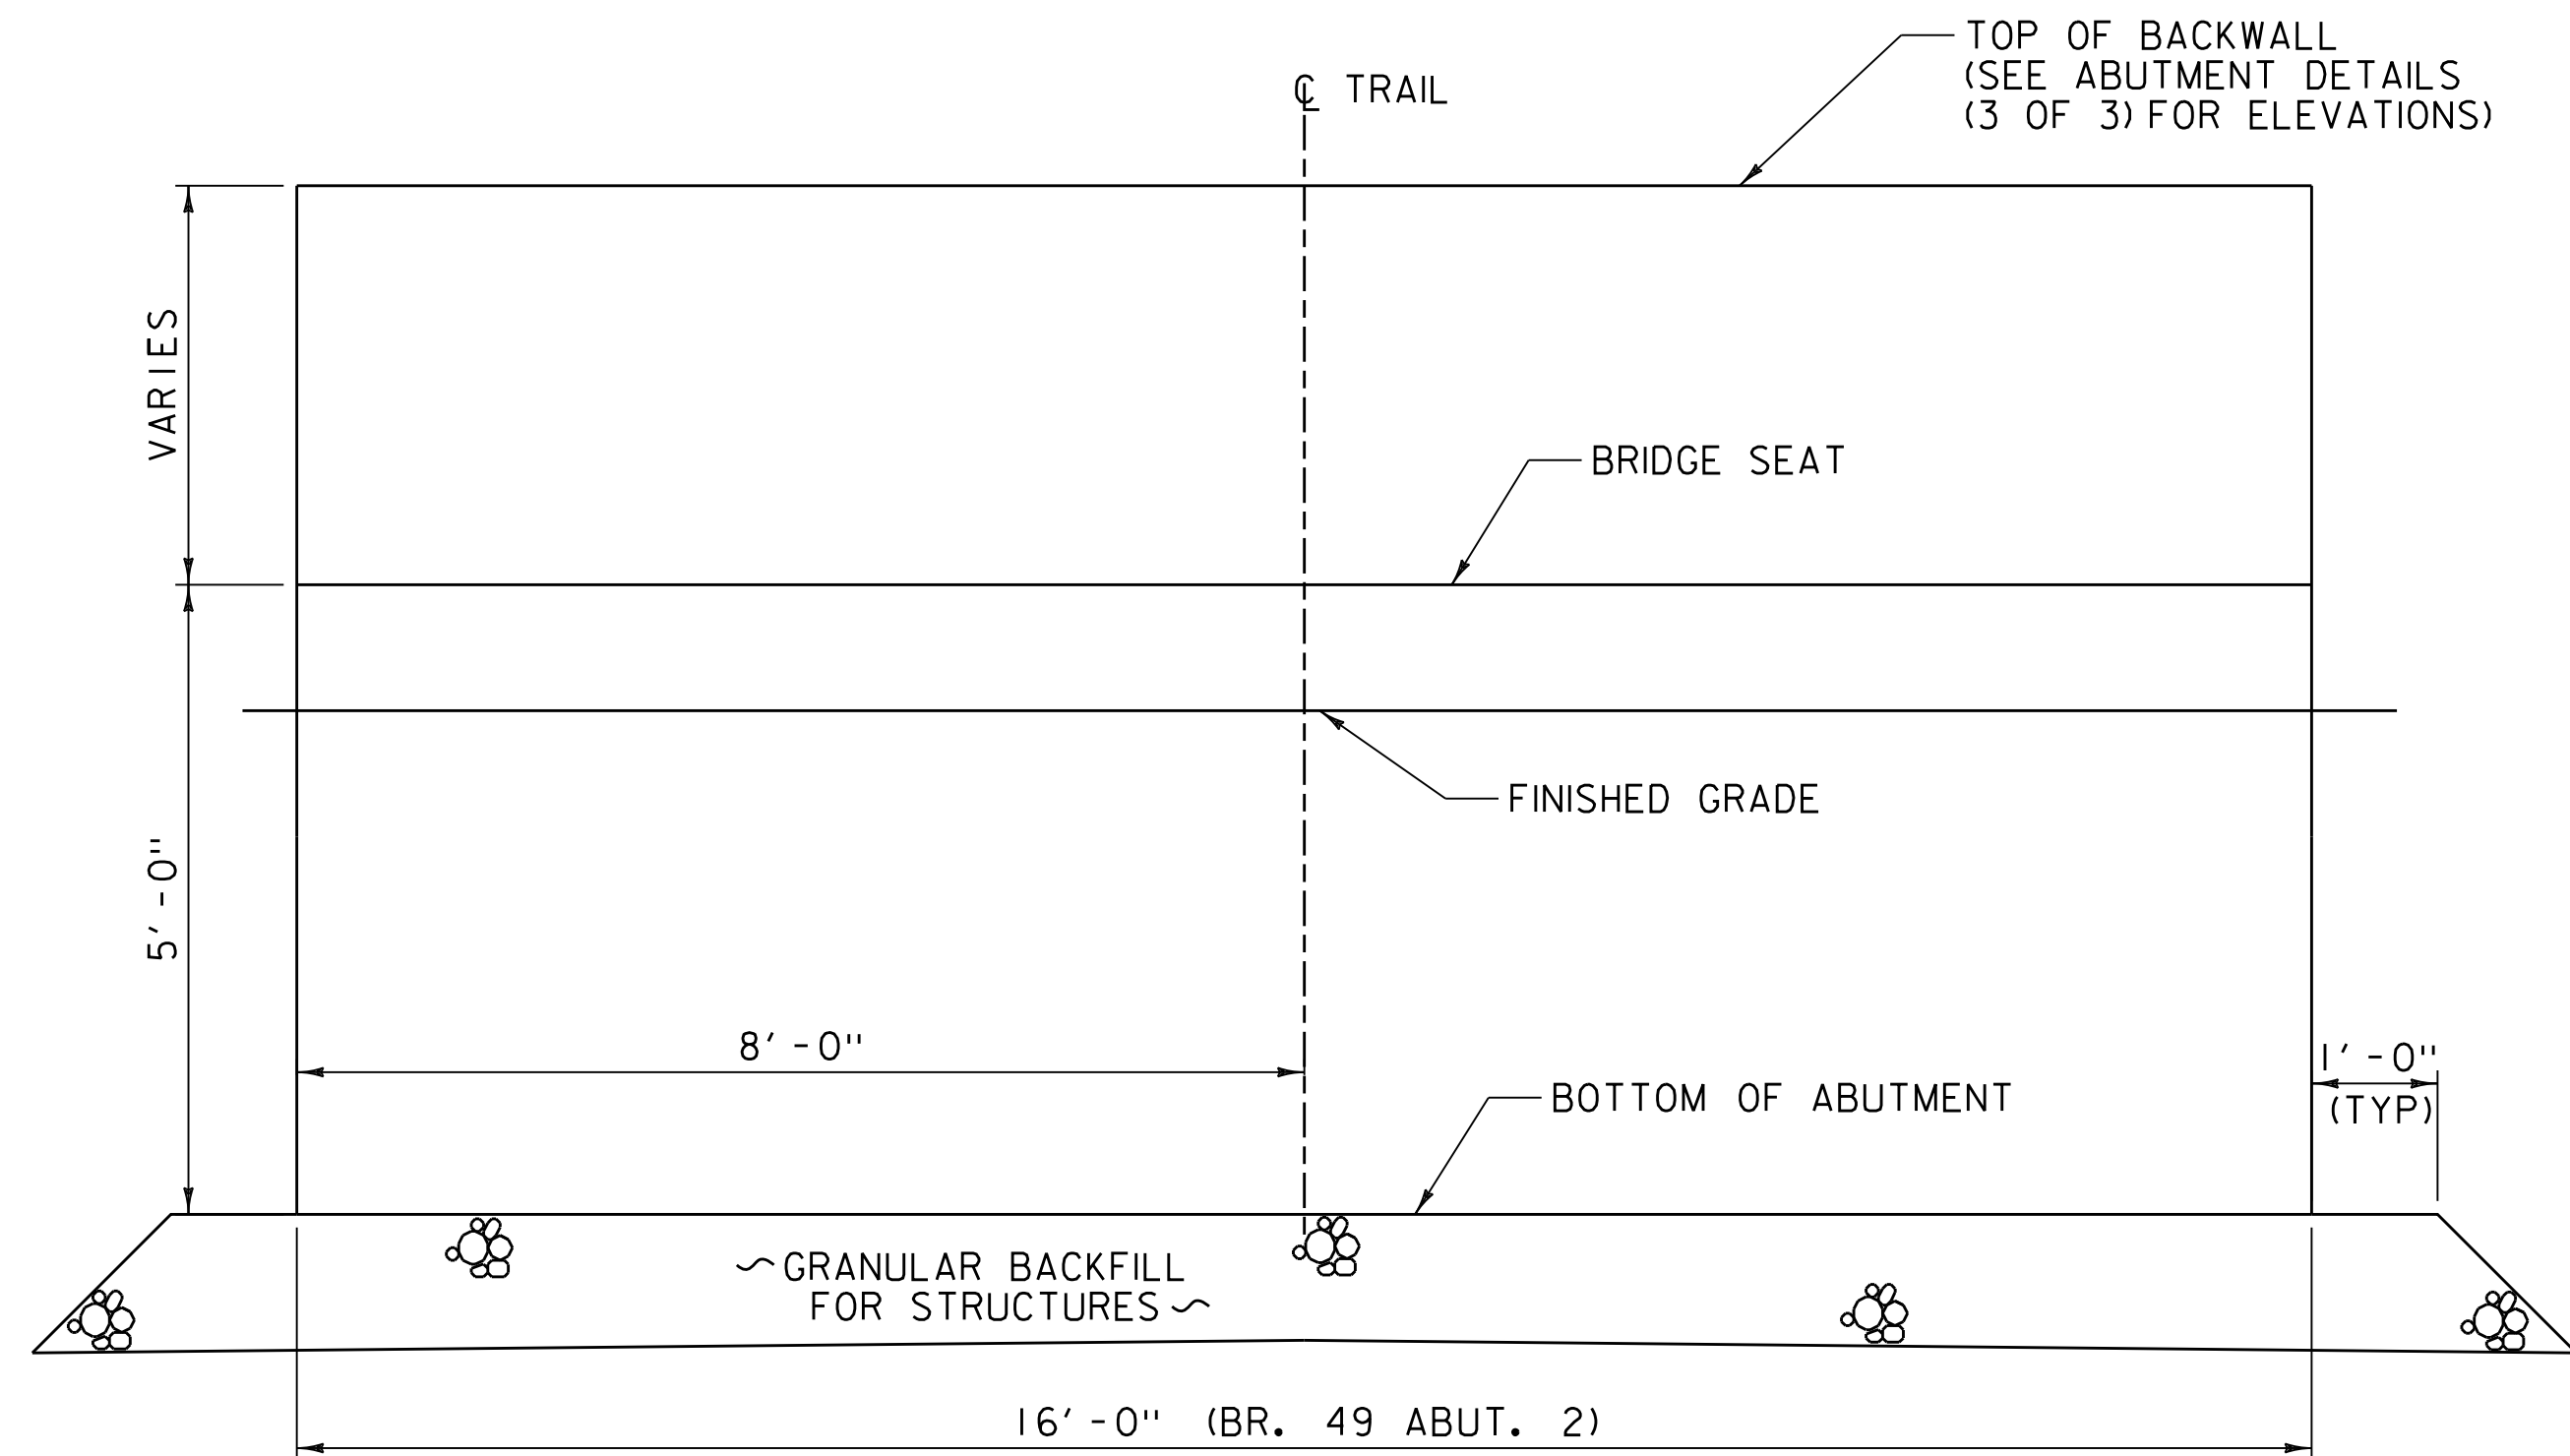 TOP OF BACKWALL
(SEE ABUTMENT DETAILS
(3 OF 3) FOR ELEVATIONS)
℄ TRAIL
VARIES
BRIDGE SEAT
FINISHED GRADE
5'-0"
8'-0"
1'-0"
(TYP)
BOTTOM OF ABUTMENT
GRANULAR BACKFILL
FOR STRUCTURES
16'-0" (BR. 49 ABUT. 2)